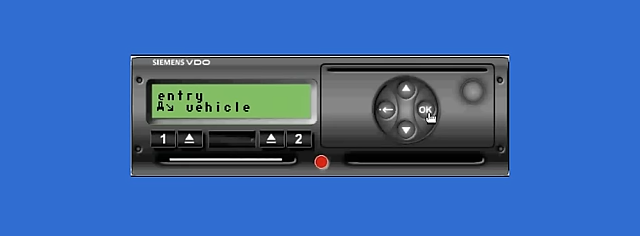 SIEMENS VDO
entry
A↘ vehicle
OK
1
2